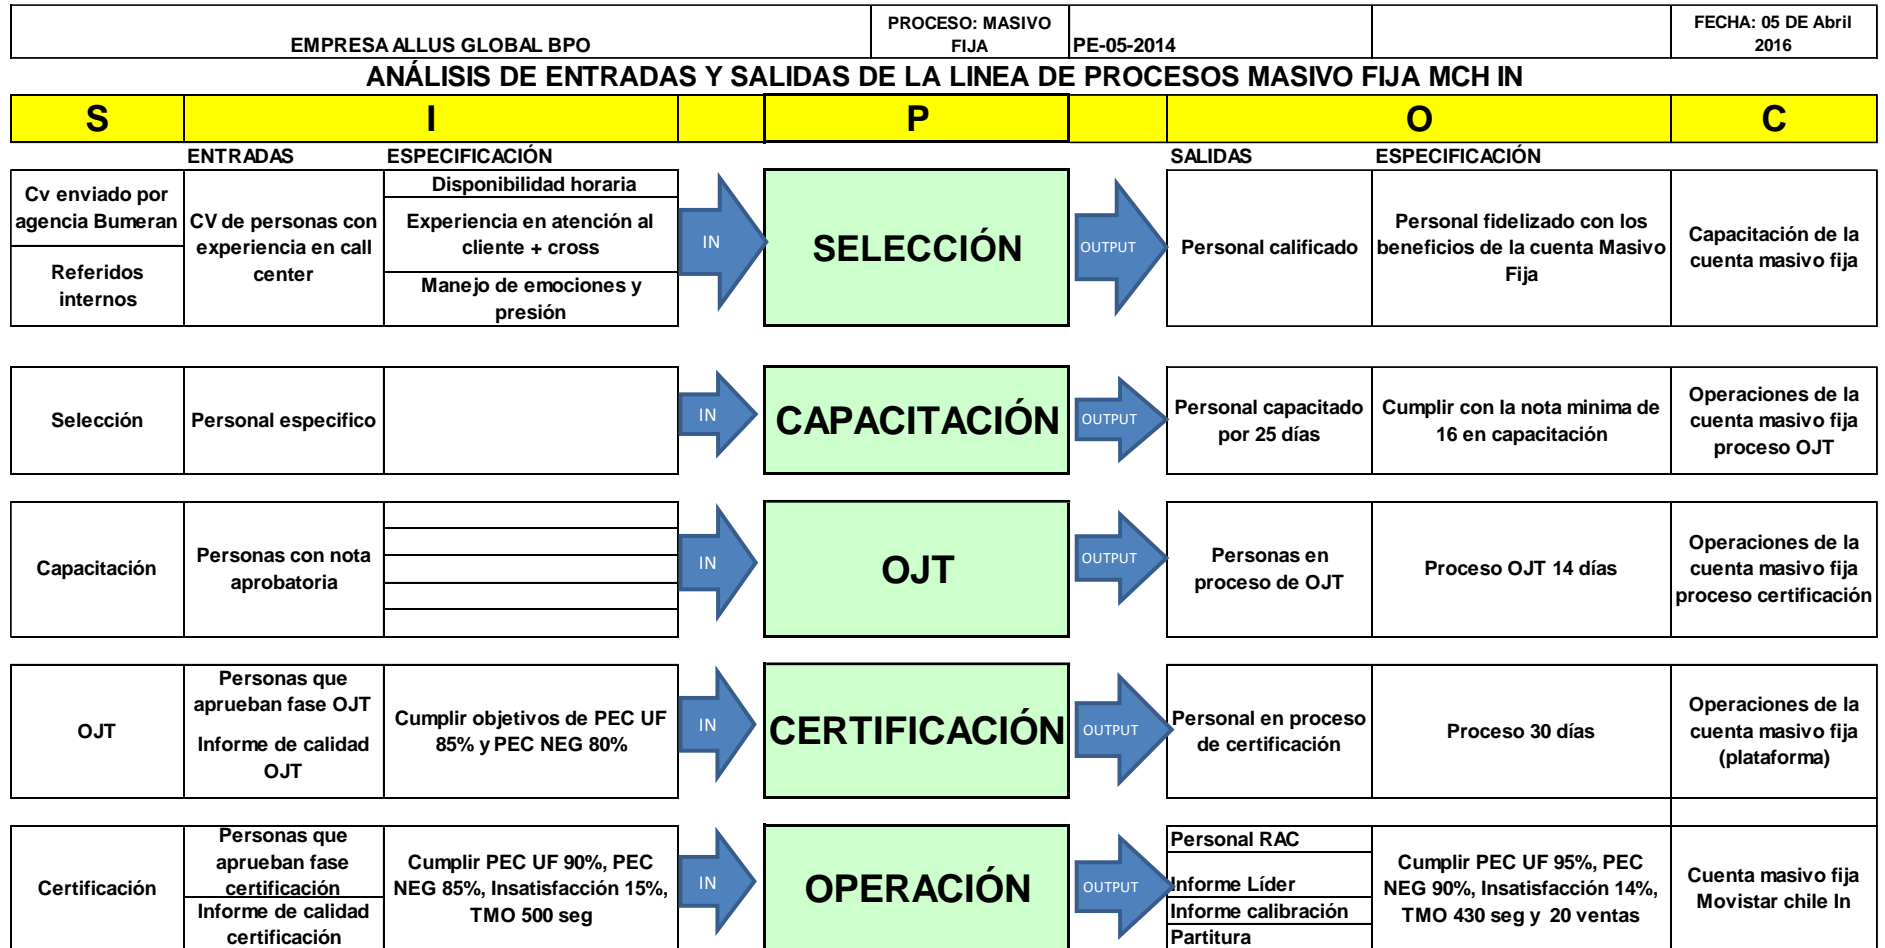 EMPRESA ALLUS GLOBAL BPO
PROCESO: MASIVO
FIJA
PE-05-2014
FECHA: 05 DE Abril
2016
ANÁLISIS DE ENTRADAS Y SALIDAS DE LA LINEA DE PROCESOS MASIVO FIJA MCH IN
S
I
P
O
C
ENTRADAS
ESPECIFICACIÓN
SALIDAS
ESPECIFICACIÓN
Cv enviado por
agencia Bumeran
Referidos
internos
CV de personas con
experiencia en call
center
Disponibilidad horaria
Experiencia en atención al
cliente + cross
Manejo de emociones y
presión
IN
SELECCIÓN
OUTPUT
Personal calificado
Personal fidelizado con los
beneficios de la cuenta Masivo
Fija
Capacitación de la
cuenta masivo fija
Selección
Personal especifico
IN
CAPACITACIÓN
OUTPUT
Personal capacitado
por 25 días
Cumplir con la nota minima de
16 en capacitación
Operaciones de la
cuenta masivo fija
proceso OJT
Capacitación
Personas con nota
aprobatoria
IN
OJT
OUTPUT
Personas en
proceso de OJT
Proceso OJT 14 días
Operaciones de la
cuenta masivo fija
proceso certificación
OJT
Personas que
aprueban fase OJT
Informe de calidad
OJT
Cumplir objetivos de PEC UF
85% y PEC NEG 80%
IN
CERTIFICACIÓN
OUTPUT
Personal en proceso
de certificación
Proceso 30 días
Operaciones de la
cuenta masivo fija
(plataforma)
Certificación
Personas que
aprueban fase
certificación
Informe de calidad
certificación
Cumplir PEC UF 90%, PEC
NEG 85%, Insatisfacción 15%,
TMO 500 seg
IN
OPERACIÓN
OUTPUT
Personal RAC
Informe Líder
Informe calibración
Partitura
Cumplir PEC UF 95%, PEC
NEG 90%, Insatisfacción 14%,
TMO 430 seg y 20 ventas
Cuenta masivo fija
Movistar chile In